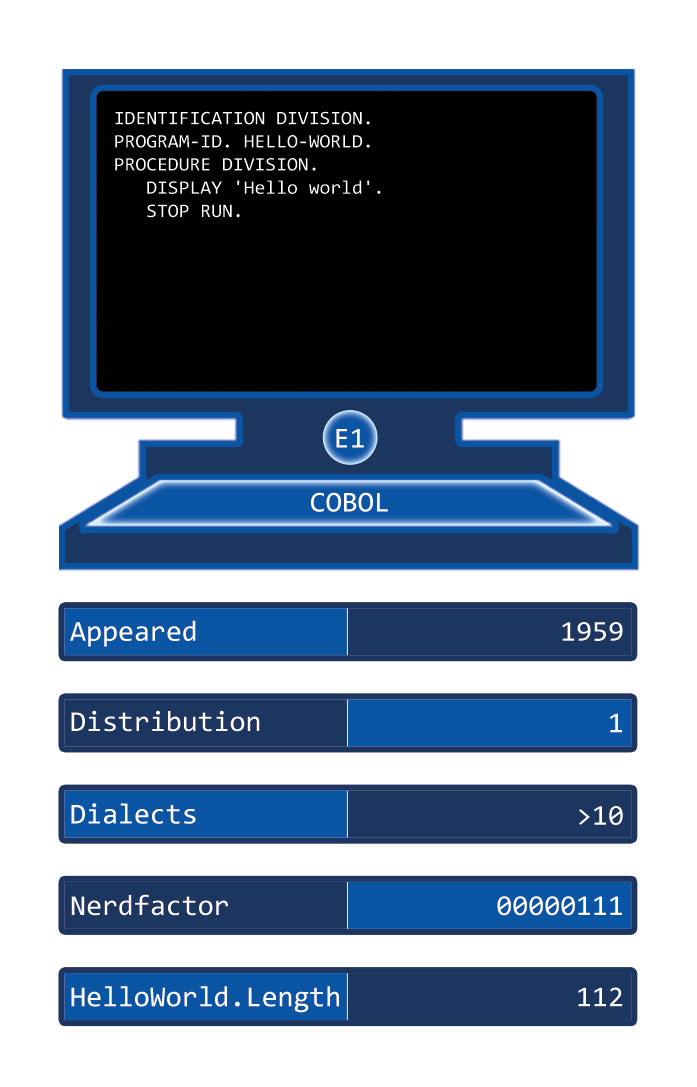 IDENTIFICATION DIVISION.
PROGRAM-ID. HELLO-WORLD.
PROCEDURE DIVISION.
   DISPLAY 'Hello world'.
   STOP RUN.
E1
COBOL
Appeared 1959
Distribution 1
Dialects >10
Nerdfactor 00000111
HelloWorld.Length 112